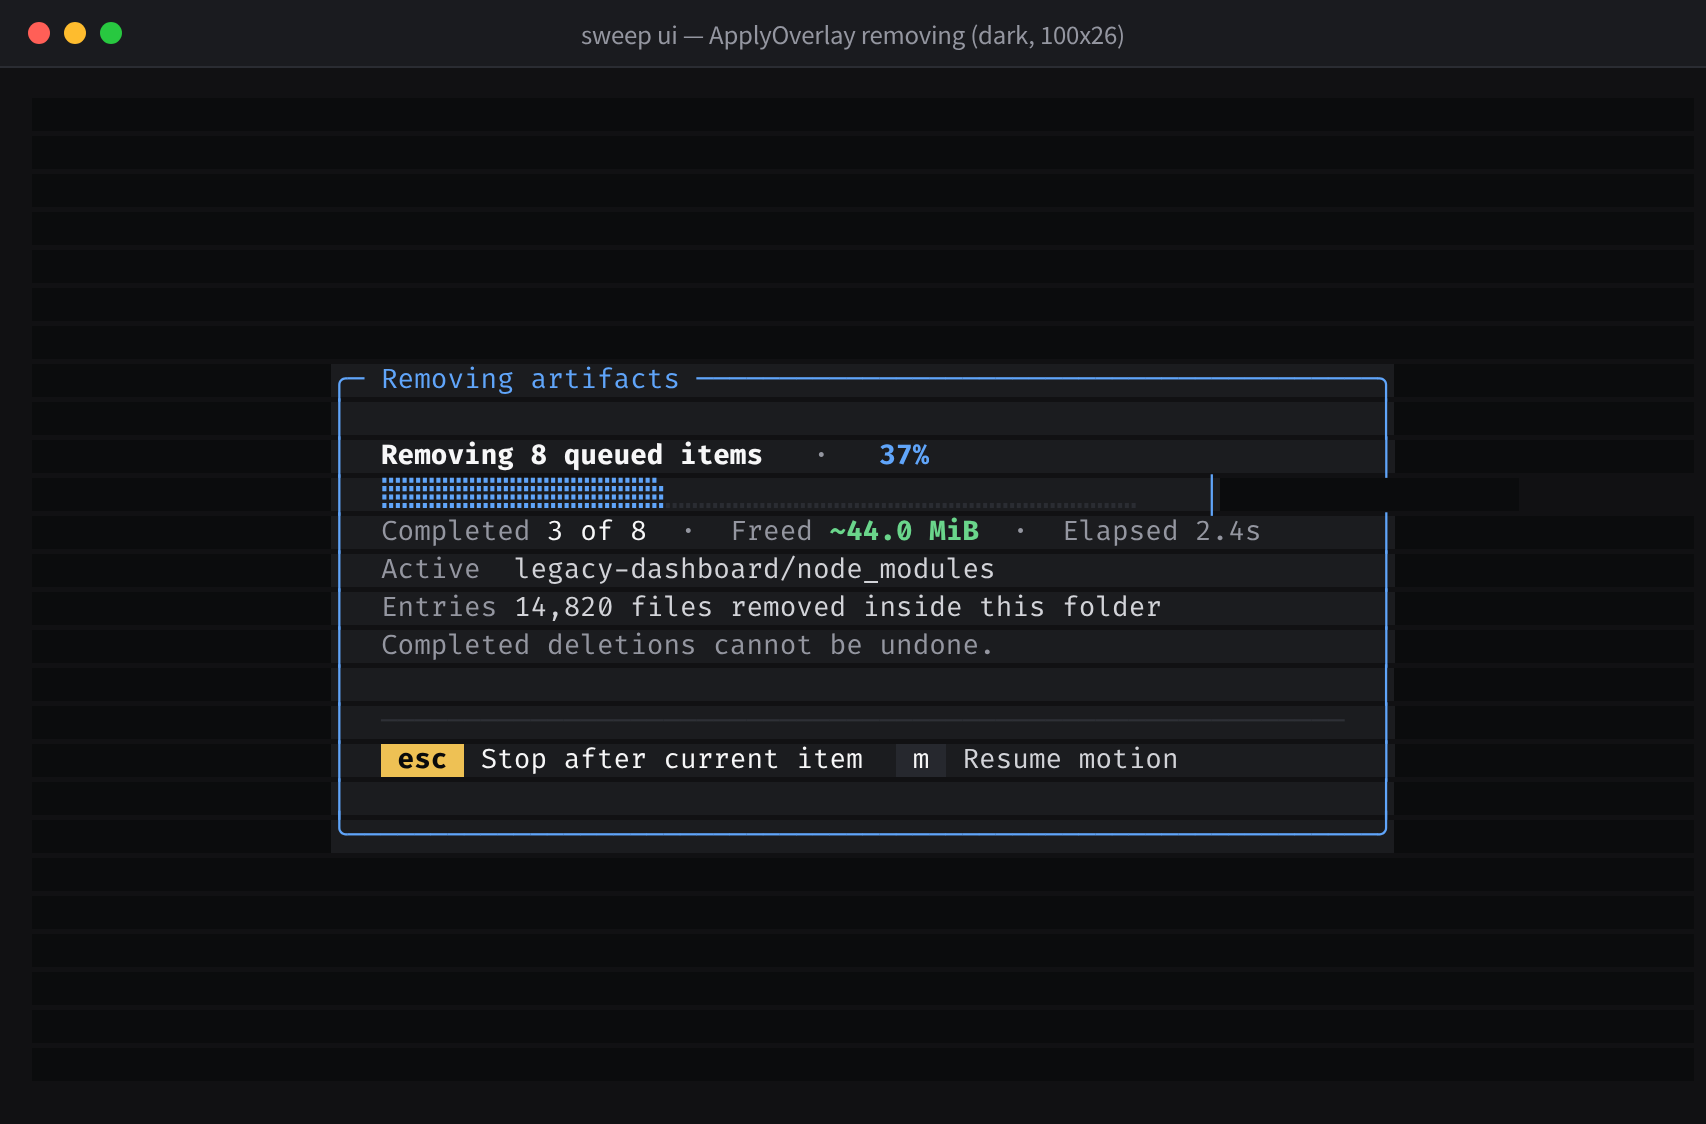 sweep ui — ApplyOverlay removing (dark, 100x26)
Removing artifacts
Removing 8 queued items · 37%
Completed 3 of 8 · Freed ~44.0 MiB · Elapsed 2.4s
Active legacy-dashboard/node_modules
Entries 14,820 files removed inside this folder
Completed deletions cannot be undone.
esc Stop after current item m Resume motion